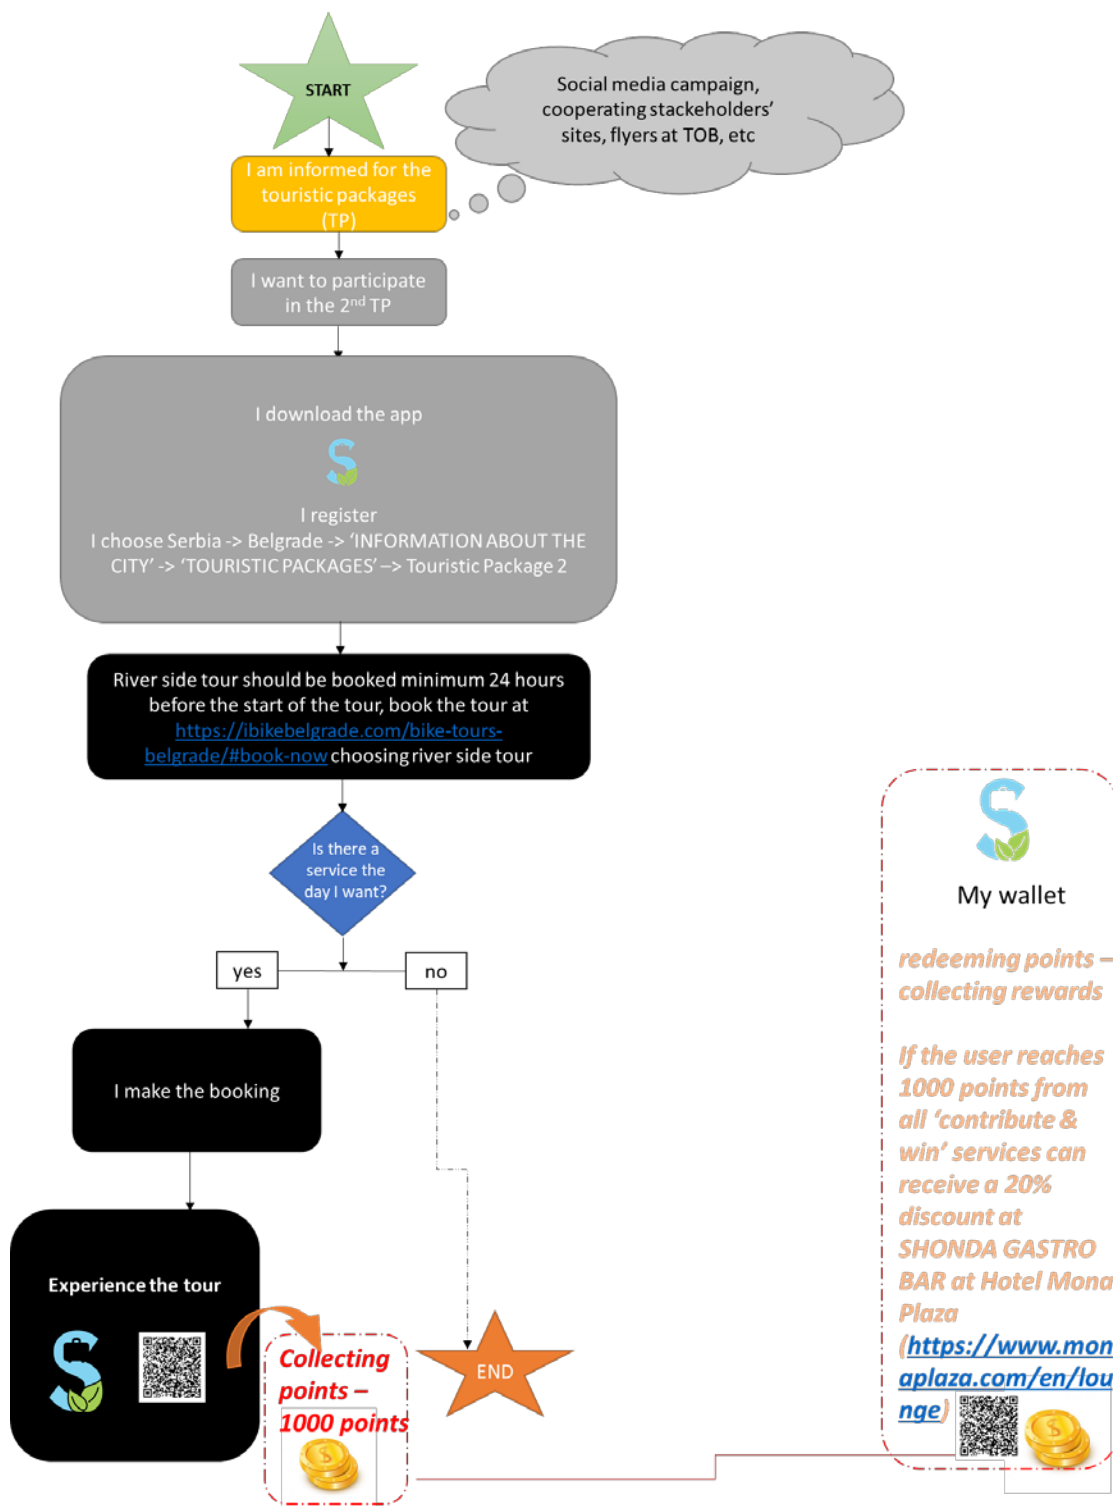 START
Social media campaign,
cooperating stackeholders'
sites, flyers at TOB, etc
I am informed for the
touristic packages
(TP)
I want to participate
in the 2nd TP
I download the app
I register
I choose Serbia -> Belgrade -> 'INFORMATION ABOUT THE
CITY' -> 'TOURISTIC PACKAGES' –> Touristic Package 2
River side tour should be booked minimum 24 hours
before the start of the tour, book the tour at
https://ibikebelgrade.com/bike-tours-
belgrade/#book-now choosing river side tour
Is there a
service the
day I want?
yes
no
I make the booking
Experience the tour
Collecting
points –
1000 points
END
My wallet
redeeming points –
collecting rewards
If the user reaches
1000 points from
all 'contribute &
win' services can
receive a 20%
discount at
SHONDA GASTRO
BAR at Hotel Mona
Plaza
(https://www.mon
aplaza.com/en/lou
nge)